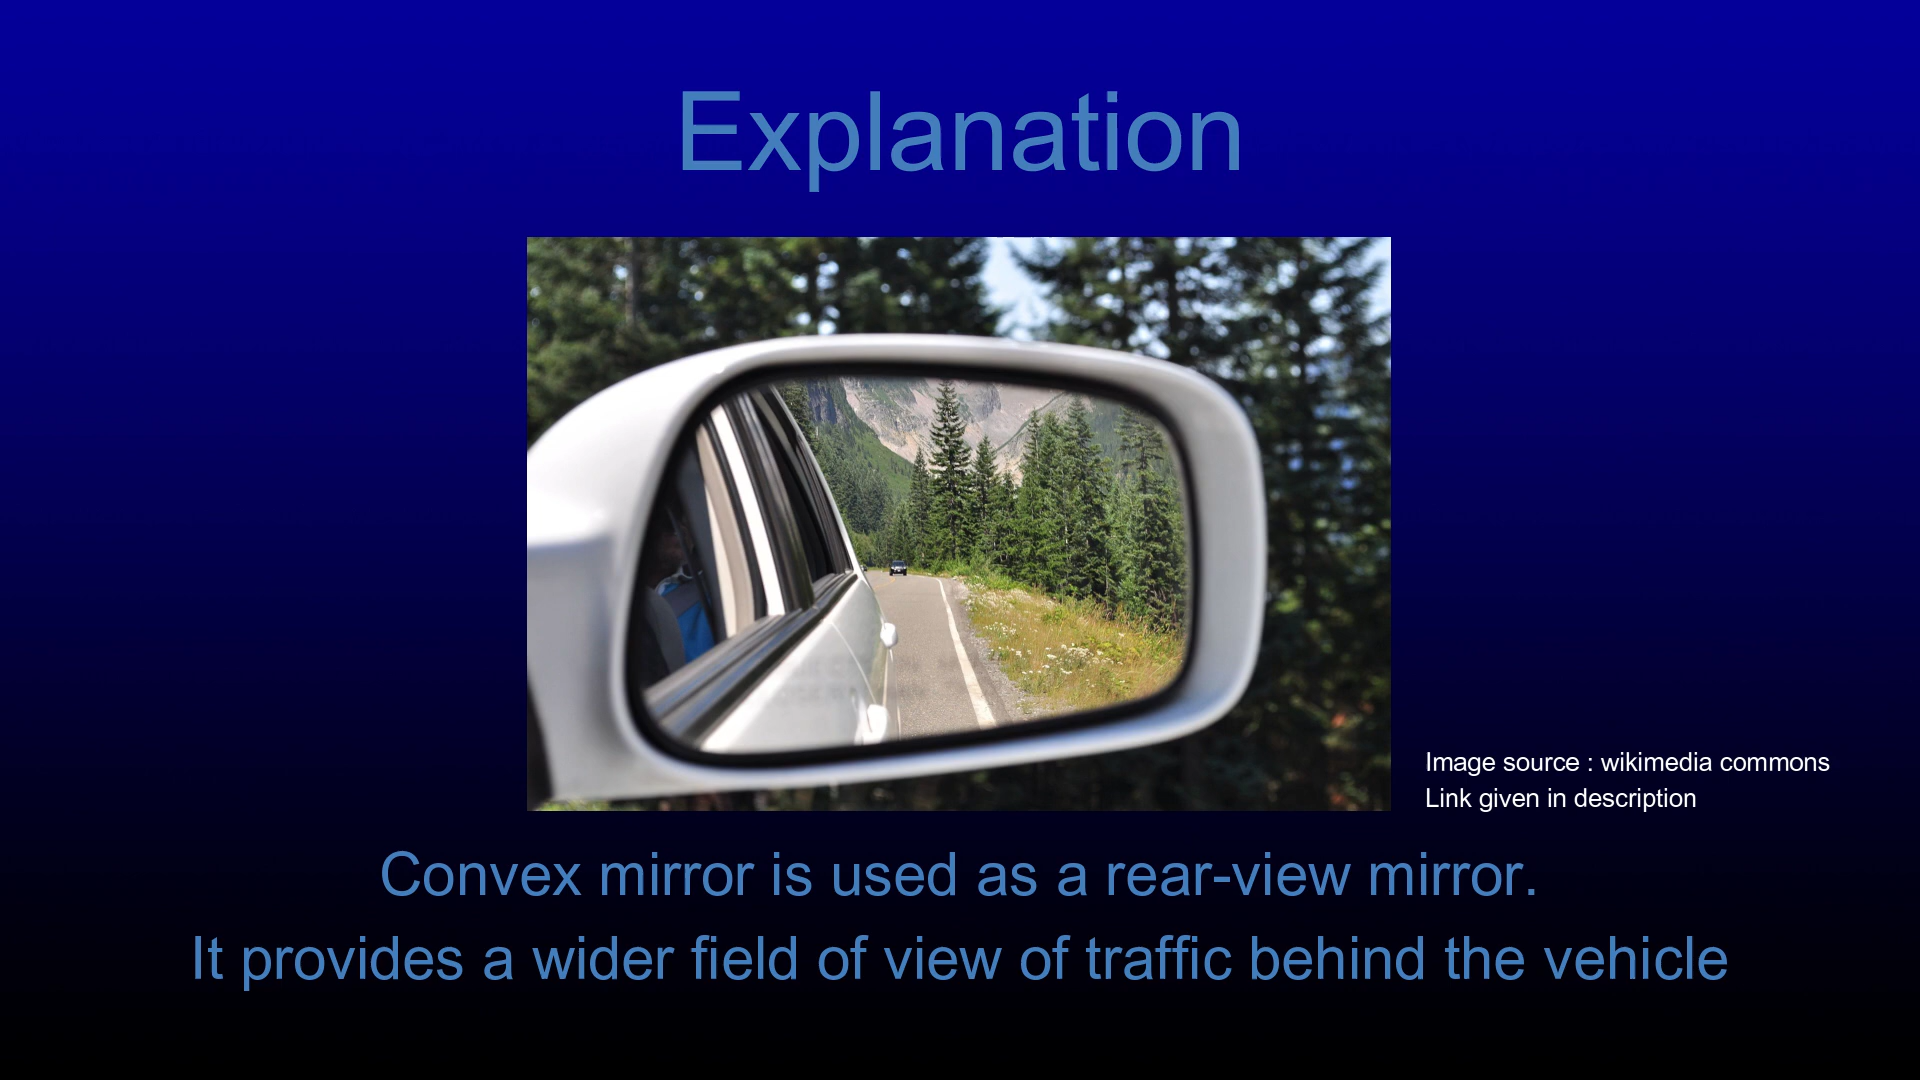 Explanation
Image source : wikimedia commons
Link given in description
Convex mirror is used as a rear-view mirror.
It provides a wider field of view of traffic behind the vehicle